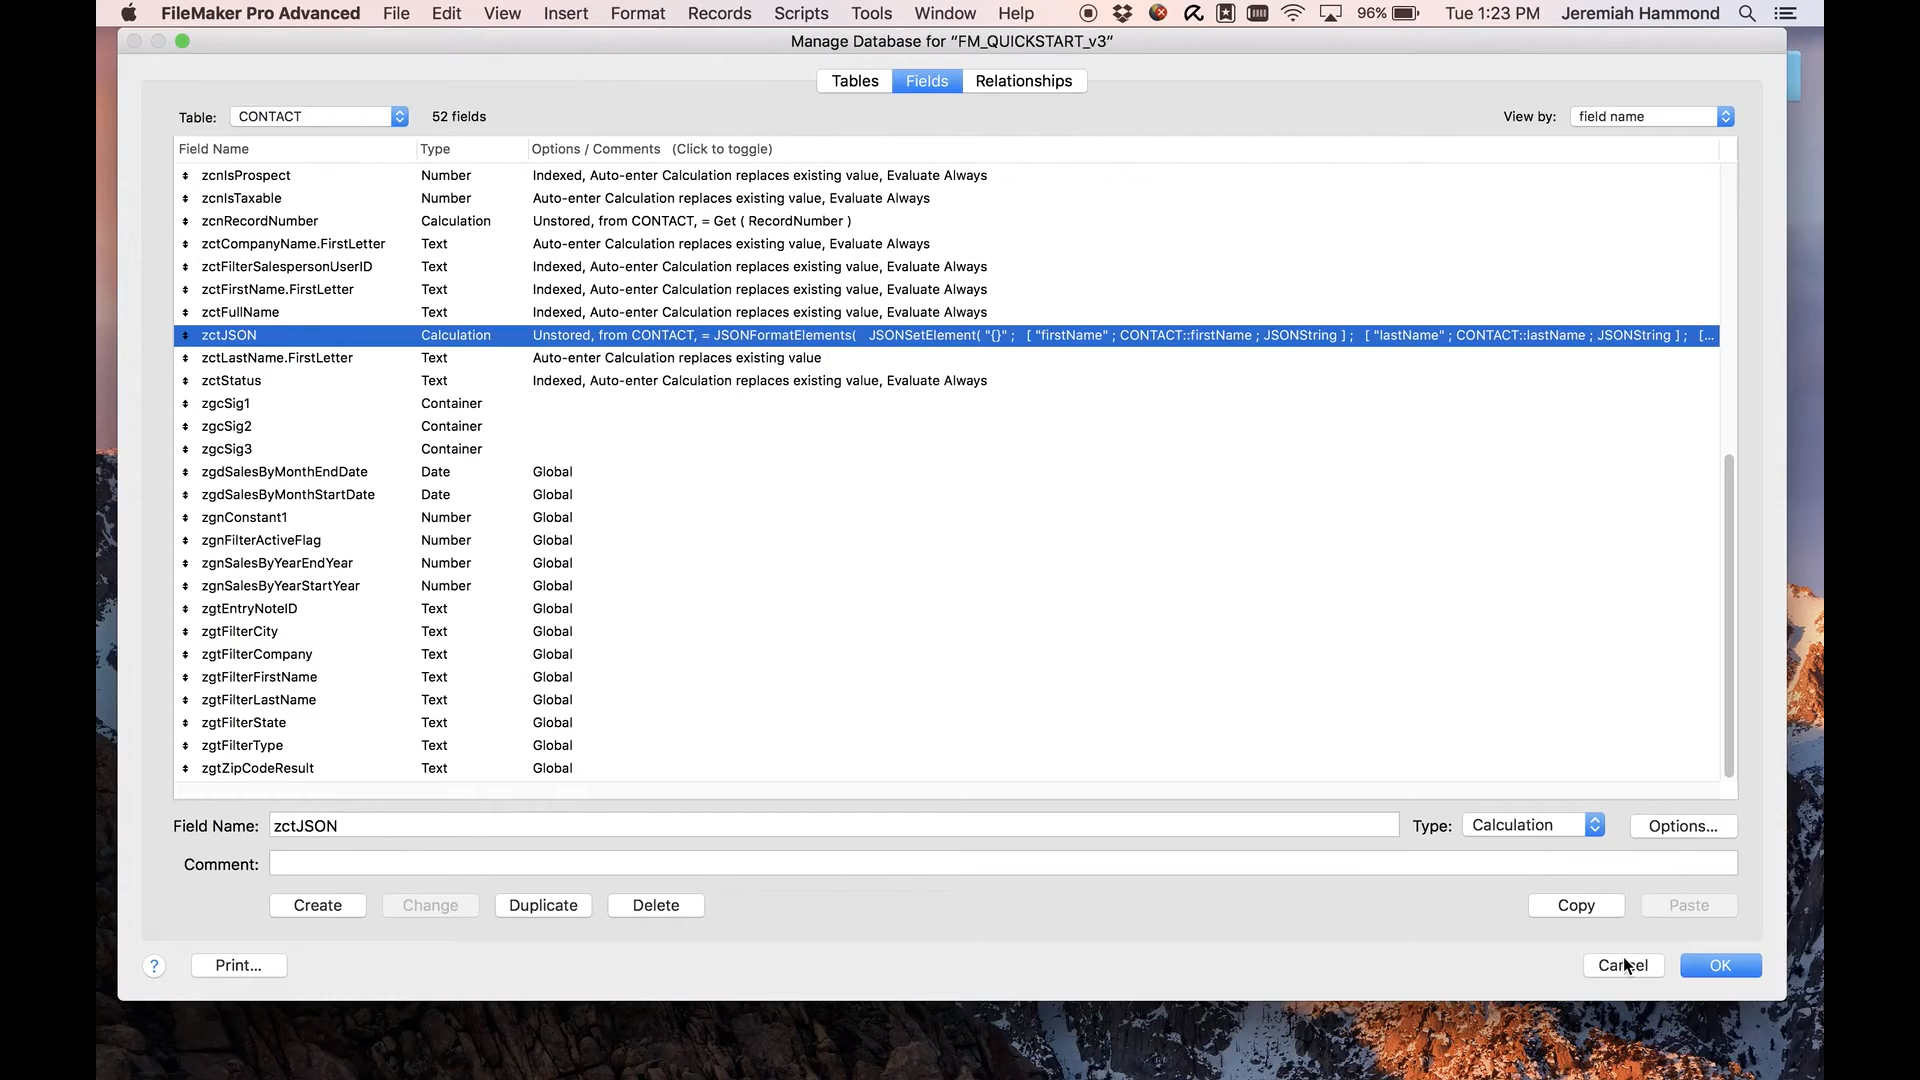 FileMaker Pro Advanced File Edit View Insert Format Records Scripts Tools Window Help 96% Tue 1:23 PM Jeremiah Hammond
Manage Database for “FM_QUICKSTART_v3”
Tables Fields Relationships
Table: CONTACT 52 fields View by: field name
Field Name Type Options / Comments (Click to toggle)
zcnIsProspect Number Indexed, Auto-enter Calculation replaces existing value, Evaluate Always
zcnIsTaxable Number Auto-enter Calculation replaces existing value, Evaluate Always
zcnRecordNumber Calculation Unstored, from CONTACT, = Get ( RecordNumber )
zctCompanyName.FirstLetter Text Auto-enter Calculation replaces existing value, Evaluate Always
zctFilterSalespersonUserID Text Indexed, Auto-enter Calculation replaces existing value, Evaluate Always
zctFirstName.FirstLetter Text Indexed, Auto-enter Calculation replaces existing value, Evaluate Always
zctFullName Text Indexed, Auto-enter Calculation replaces existing value, Evaluate Always
zctJSON Calculation Unstored, from CONTACT, = JSONFormatElements( JSONSetElement( "{}" ; [ "firstName" ; CONTACT::firstName ; JSONString ] ; [ "lastName" ; CONTACT::lastName ; JSONString ] ; [...
zctLastName.FirstLetter Text Auto-enter Calculation replaces existing value
zctStatus Text Indexed, Auto-enter Calculation replaces existing value, Evaluate Always
zgcSig1 Container
zgcSig2 Container
zgcSig3 Container
zgdSalesByMonthEndDate Date Global
zgdSalesByMonthStartDate Date Global
zgnConstant1 Number Global
zgnFilterActiveFlag Number Global
zgnSalesByYearEndYear Number Global
zgnSalesByYearStartYear Number Global
zgtEntryNoteID Text Global
zgtFilterCity Text Global
zgtFilterCompany Text Global
zgtFilterFirstName Text Global
zgtFilterLastName Text Global
zgtFilterState Text Global
zgtFilterType Text Global
zgtZipCodeResult Text Global
Field Name: zctJSON Type: Calculation Options...
Comment:
Create Change Duplicate Delete Copy Paste
? Print... Cancel OK